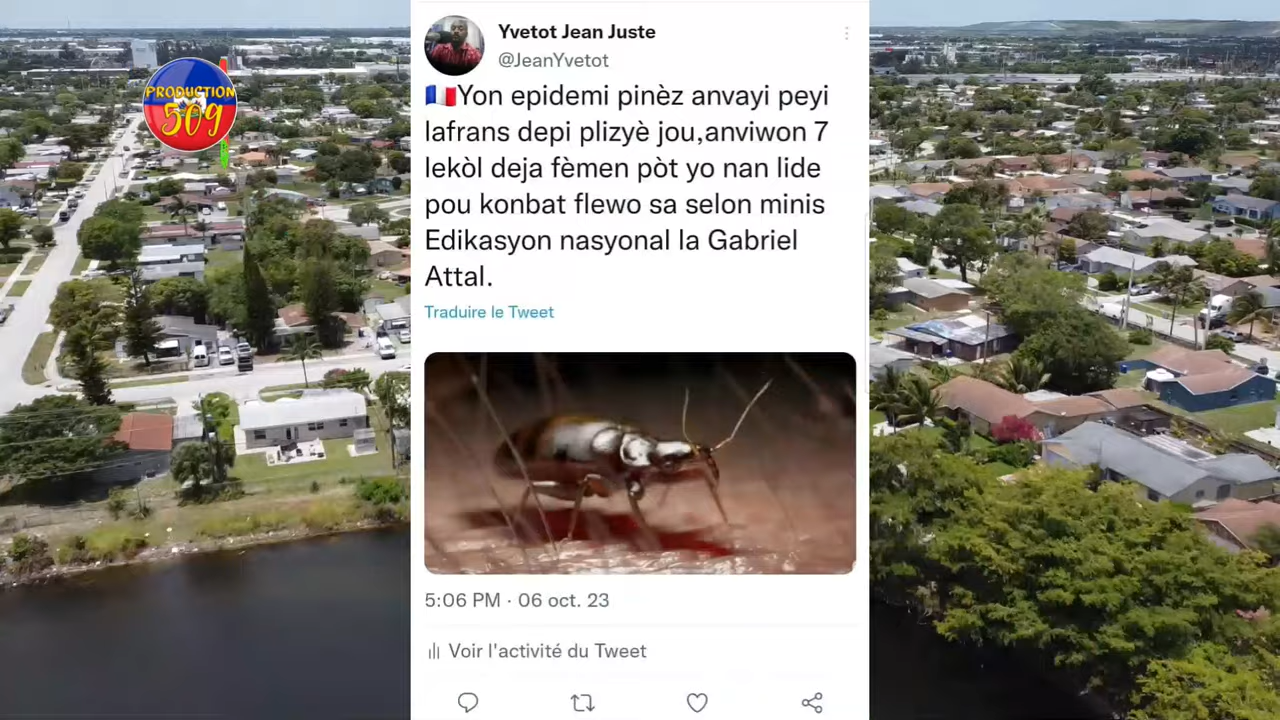 PRODUCTION
509
Yvetot Jean Juste
@JeanYvetot
🇫🇷Yon epidemi pinèz anvayi peyi
lafrans depi plizyè jou,anviwon 7
lekòl deja fèmen pòt yo nan lide
pou konbat flewo sa selon minis
Edikasyon nasyonal la Gabriel
Attal.
Traduire le Tweet
5:06 PM · 06 oct. 23
Voir l'activité du Tweet